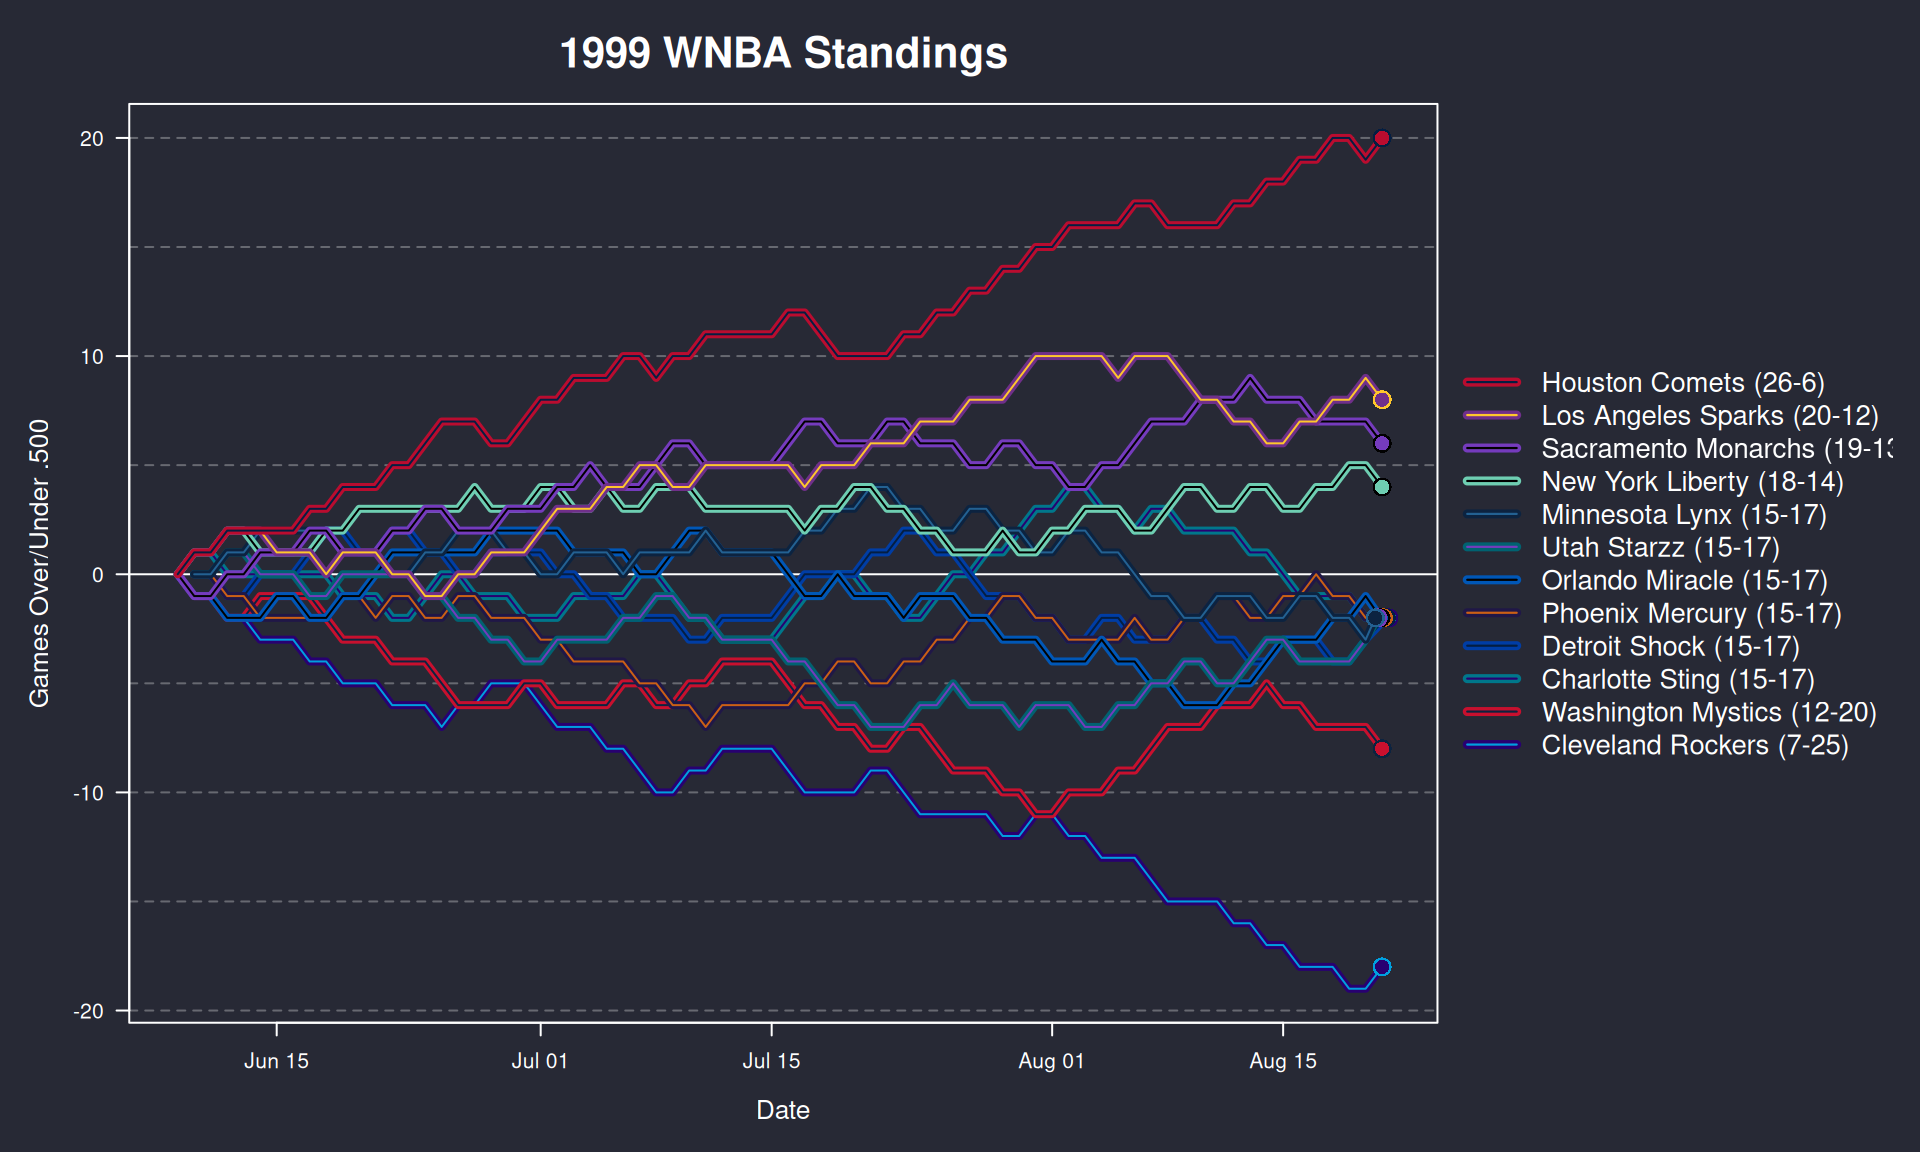 1999 WNBA Standings
Games Over/Under .500
20
10
0
-10
-20
Jun 15
Jul 01
Jul 15
Aug 01
Aug 15
Date
Houston Comets (26-6)
Los Angeles Sparks (20-12)
Sacramento Monarchs (19-13
New York Liberty (18-14)
Minnesota Lynx (15-17)
Utah Starzz (15-17)
Orlando Miracle (15-17)
Phoenix Mercury (15-17)
Detroit Shock (15-17)
Charlotte Sting (15-17)
Washington Mystics (12-20)
Cleveland Rockers (7-25)